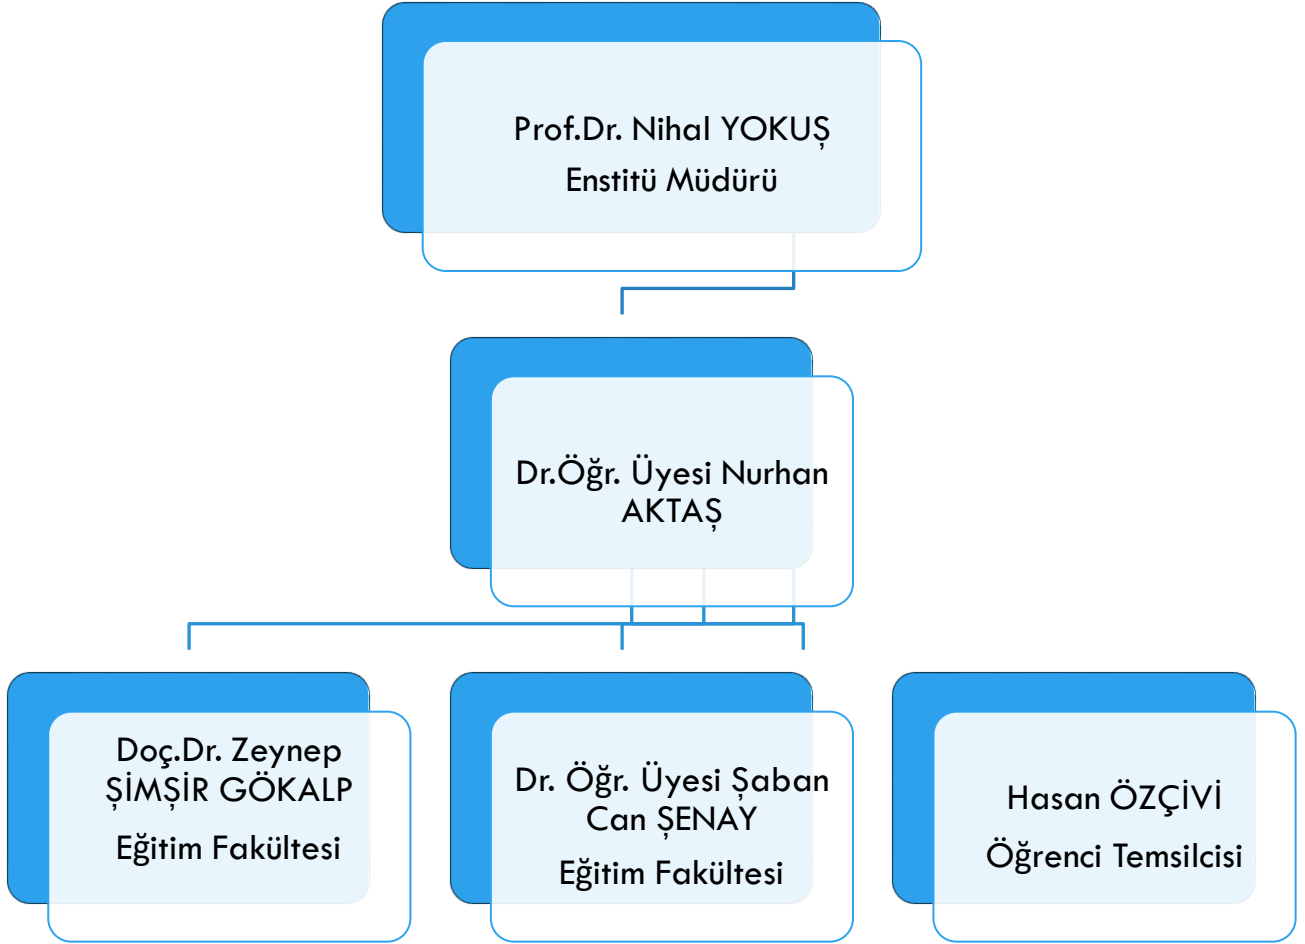 Prof.Dr. Nihal YOKUŞ
Enstitü Müdürü
Dr.Öğr. Üyesi Nurhan
AKTAŞ
Doç.Dr. Zeynep
ŞİMŞİR GÖKALP
Eğitim Fakültesi
Dr. Öğr. Üyesi Şaban
Can ŞENAY
Eğitim Fakültesi
Hasan ÖZÇİVİ
Öğrenci Temsilcisi